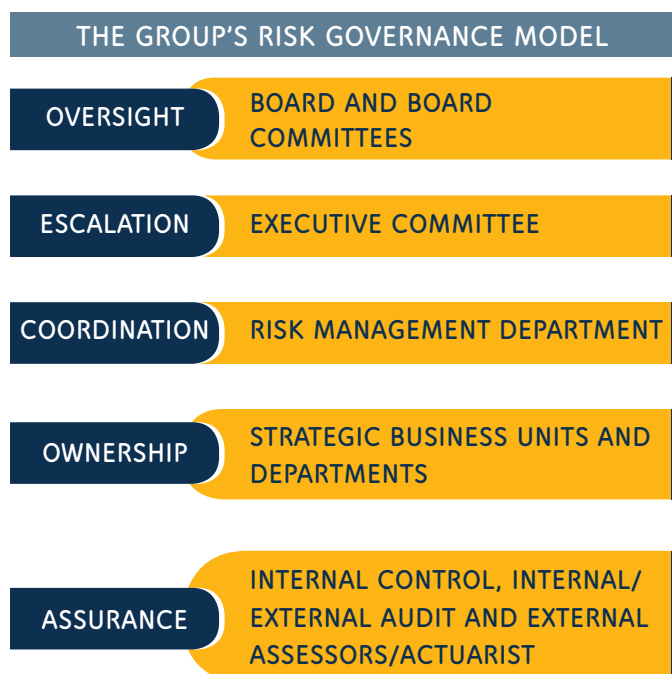 THE GROUP'S RISK GOVERNANCE MODEL
OVERSIGHT
BOARD AND BOARD
COMMITTEES
ESCALATION
EXECUTIVE COMMITTEE
COORDINATION
RISK MANAGEMENT DEPARTMENT
OWNERSHIP
STRATEGIC BUSINESS UNITS AND
DEPARTMENTS
ASSURANCE
INTERNAL CONTROL, INTERNAL/
EXTERNAL AUDIT AND EXTERNAL
ASSESSORS/ACTUARIST